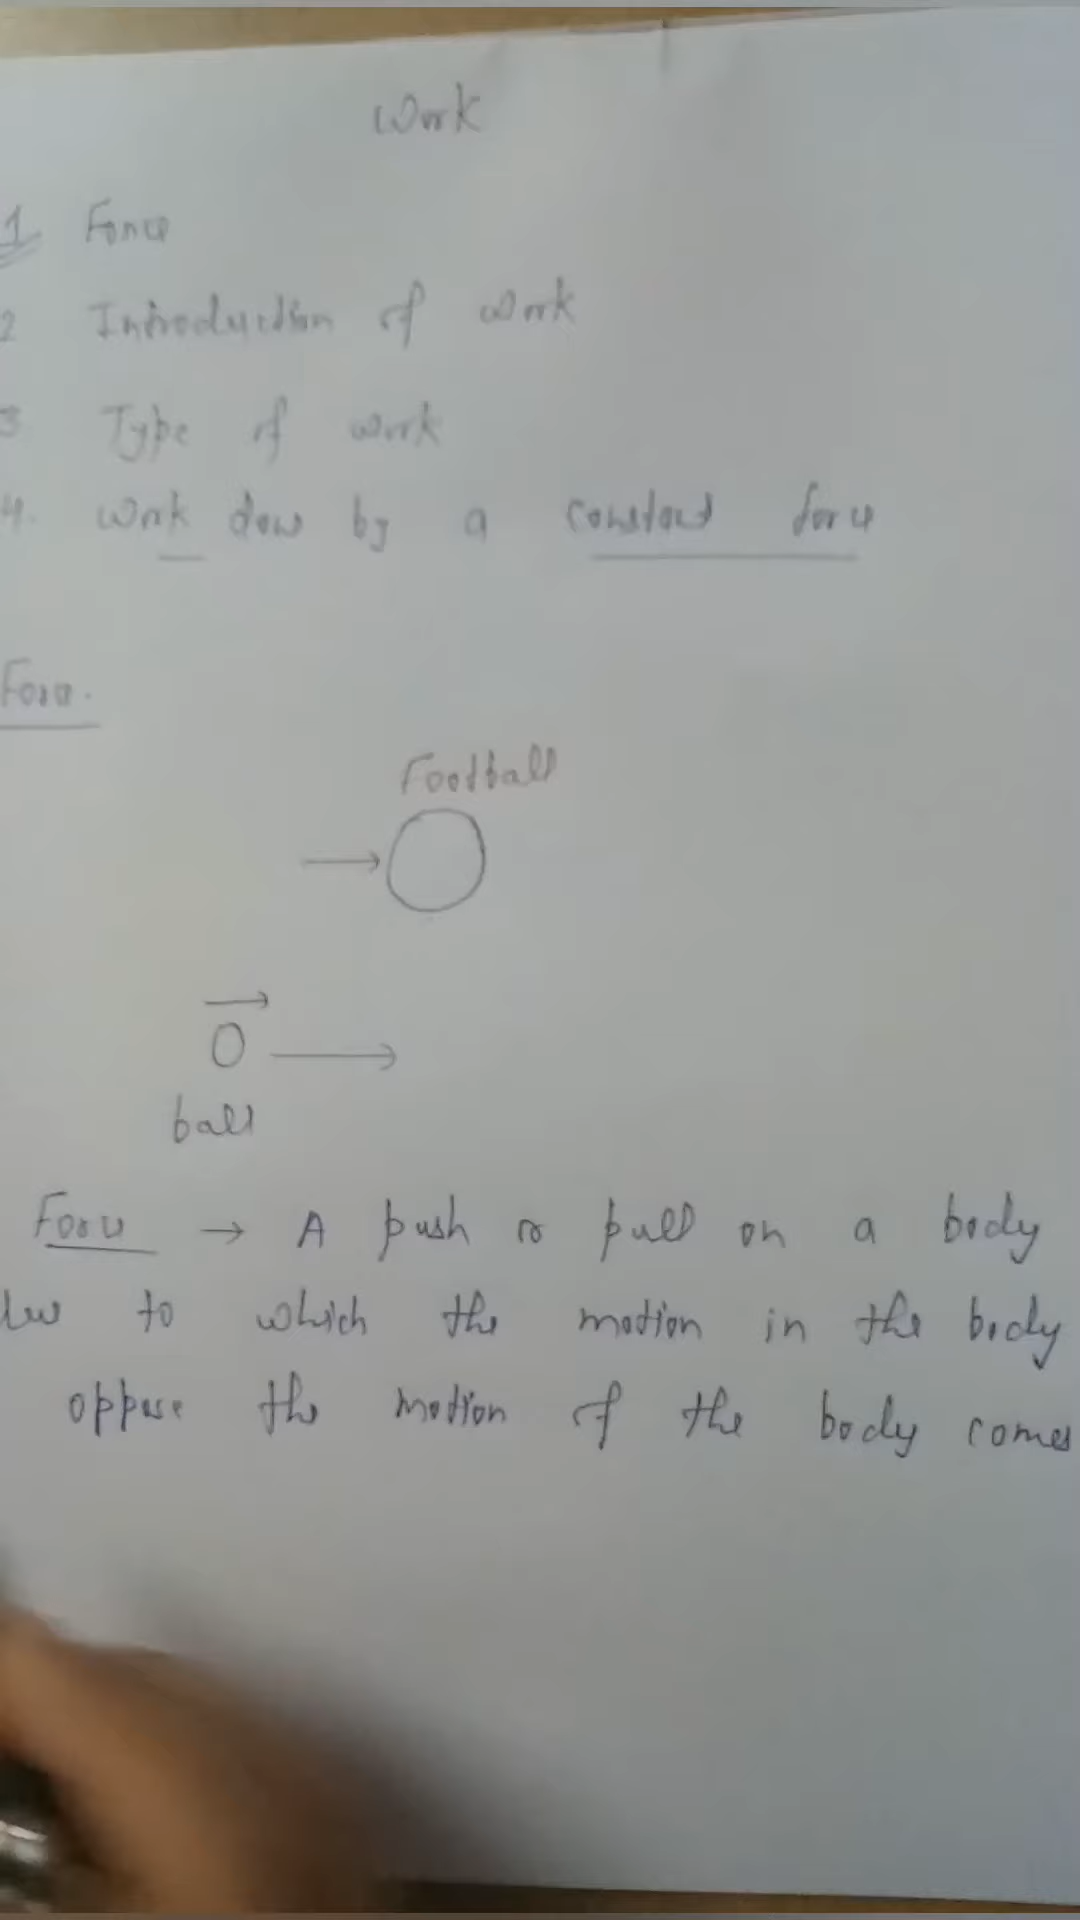 Work
1 Force
2 Introduction of work
3 Type of work
4. Work done by a constant force
Force.
Football
O
ball
Force → A push or pull on a body
due to which the motion in the body
oppose the motion of the body comes